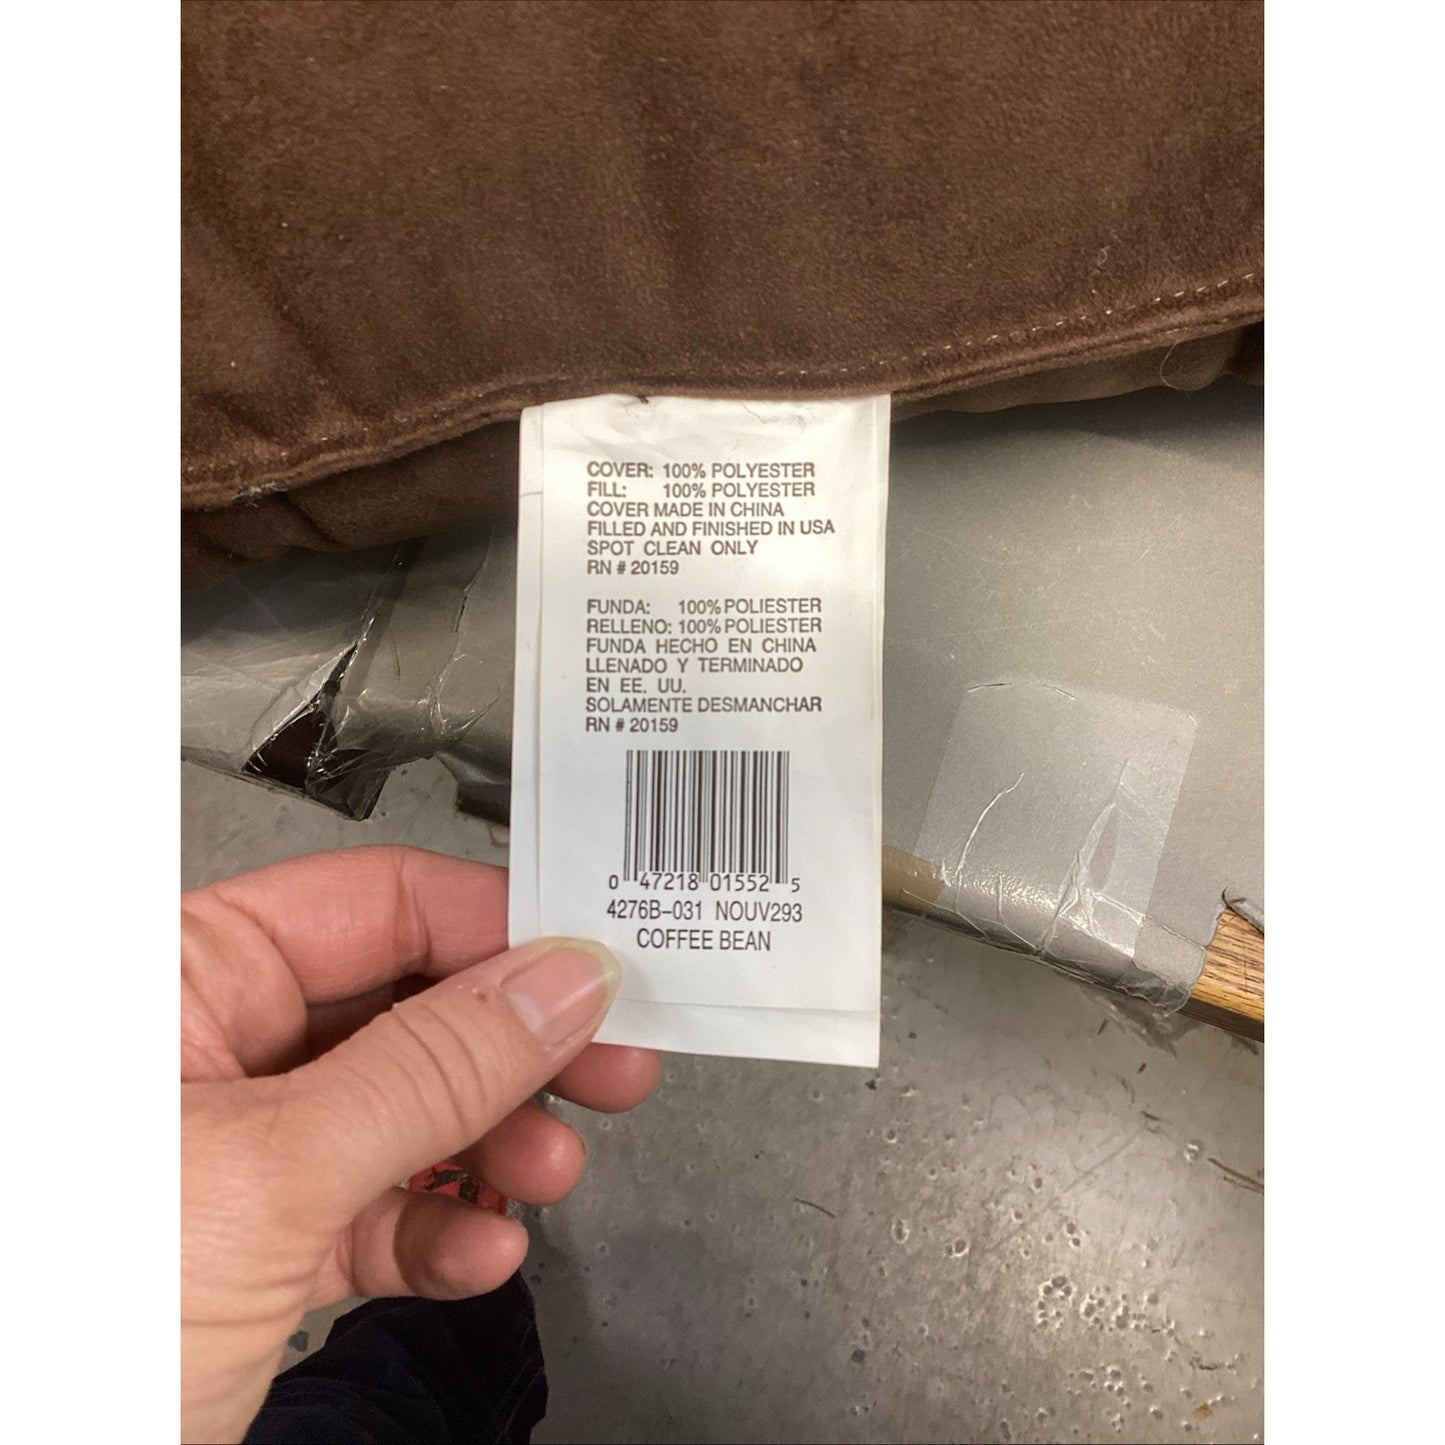 COVER: 100% POLYESTER
FILL: 100% POLYESTER
COVER MADE IN CHINA
FILLED AND FINISHED IN USA
SPOT CLEAN ONLY
RN # 20159
FUNDA: 100% POLIESTER
RELLENO: 100% POLIESTER
FUNDA HECHO EN CHINA
LLENADO Y TERMINADO
EN EE. UU.
SOLAMENTE DESMANCHAR
RN # 20159
0 47218 01552 5
4276B-031 NOUV293
COFFEE BEAN